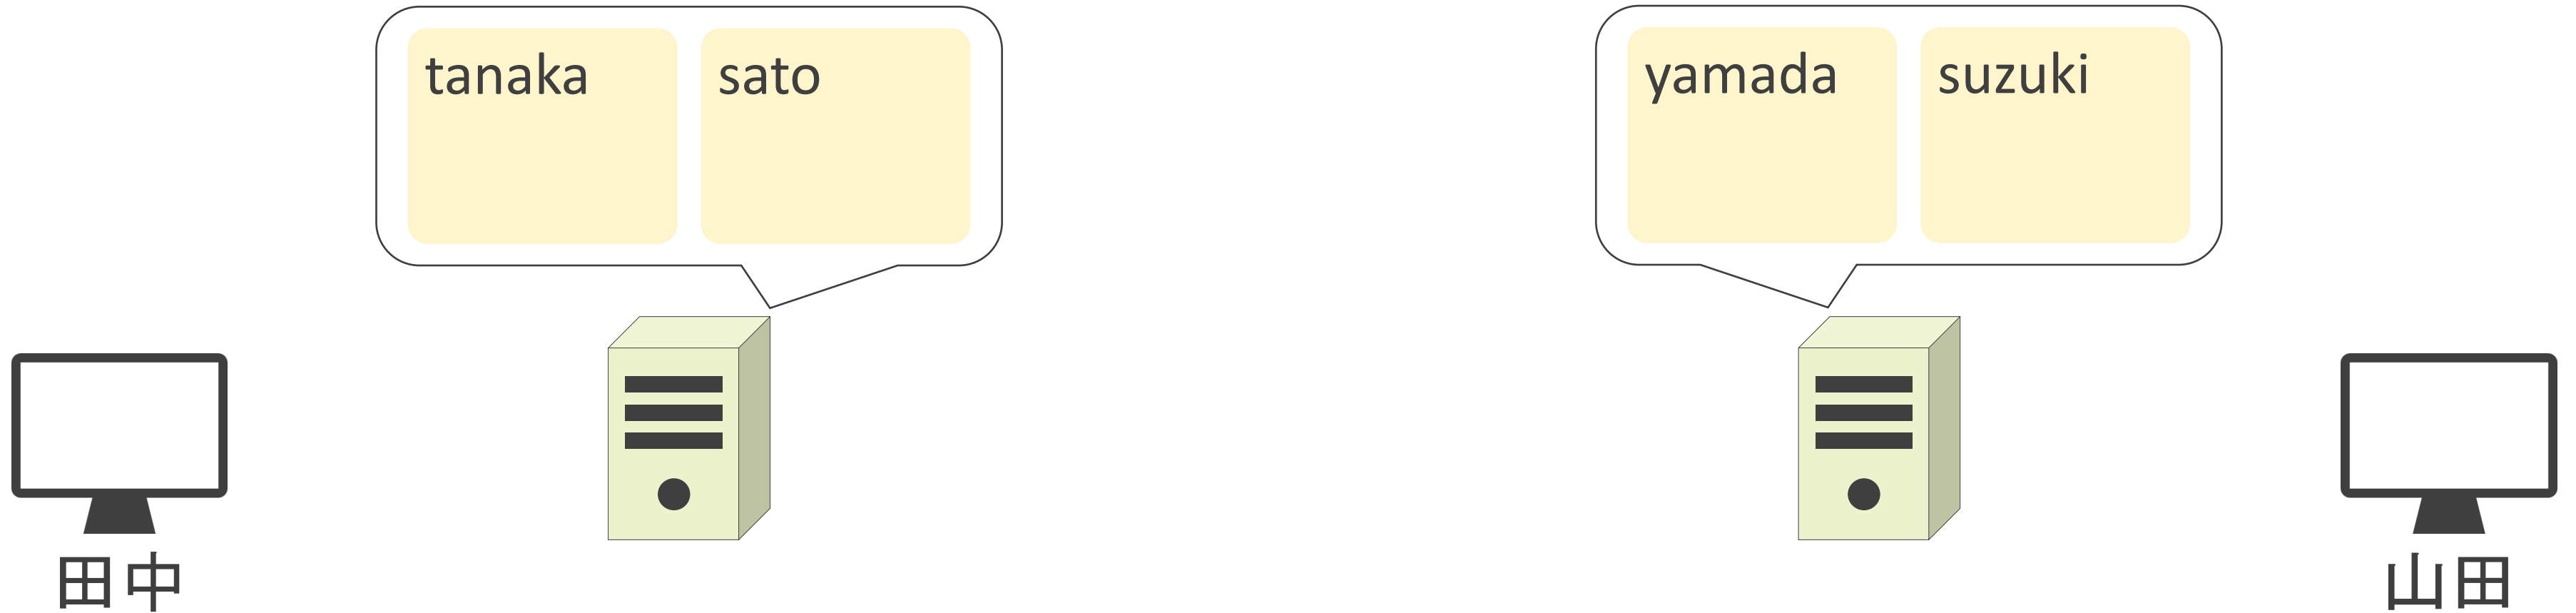 tanaka
sato
yamada
suzuki
田中
山田